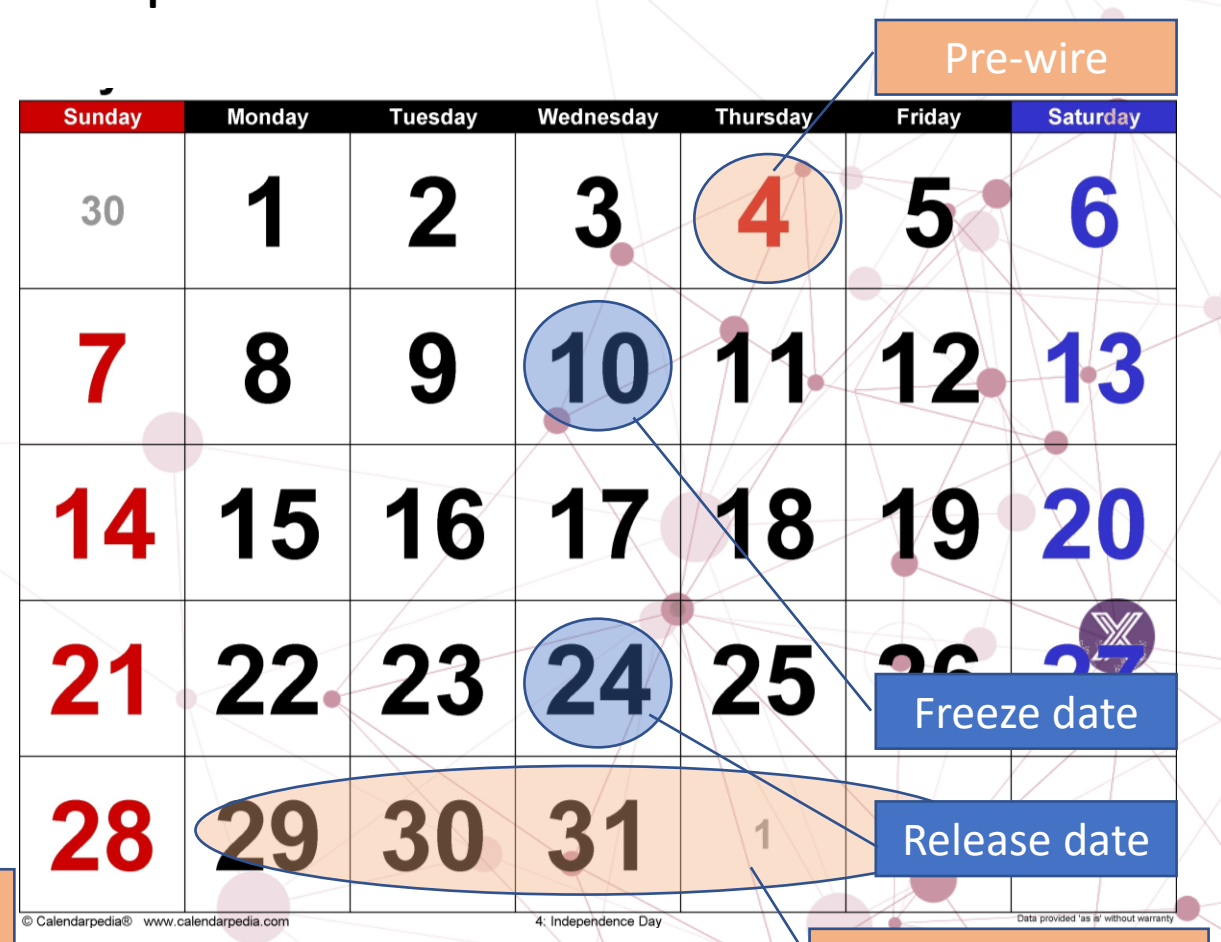 Pre-wire
Sunday Monday Tuesday Wednesday Thursday Friday Saturday
30 1 2 3 4 5 6
7 8 9 10 11 12 13
14 15 16 17 18 19 20
21 22 23 24 25 26 27
Freeze date
28 29 30 31 1
Release date
© Calendarpedia® www.calendarpedia.com 4: Independence Day Data provided 'as is' without warranty